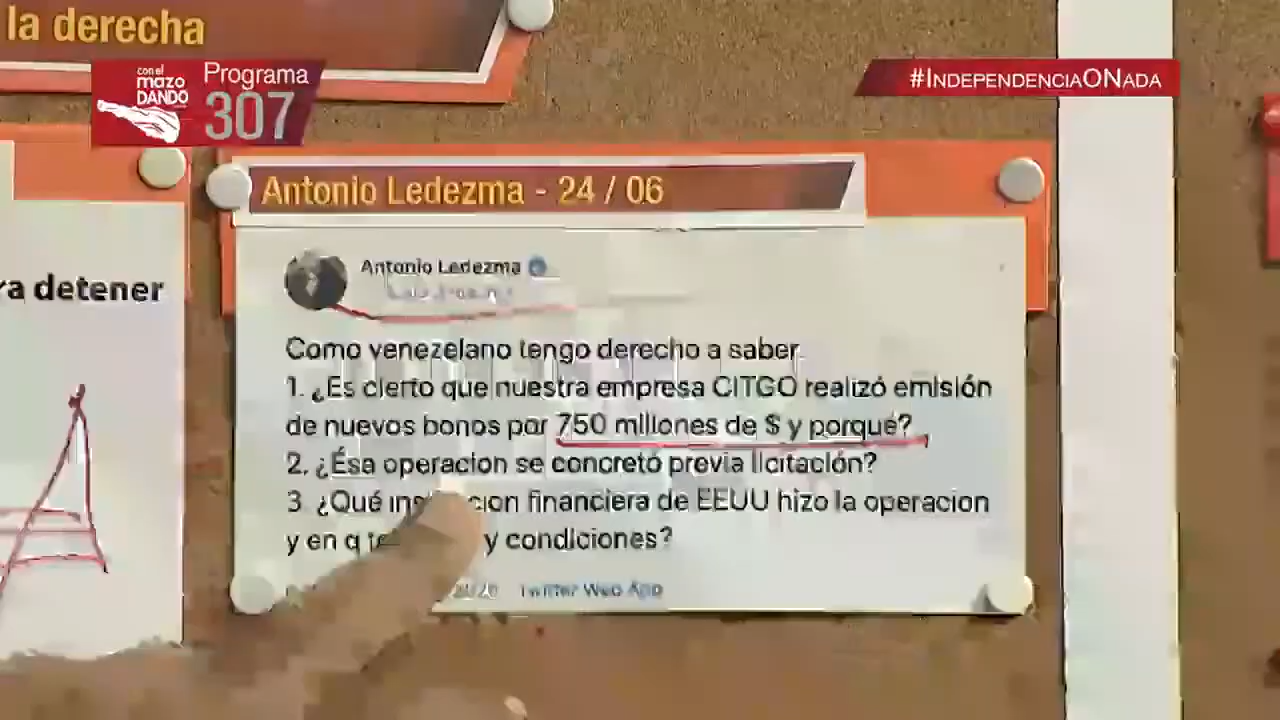 la derecha
con el
mazo
DANDO
Programa
307
#INDEPENDENCIAONADA
Antonio Ledezma - 24 / 06
ra detener
Antonio Ledezma
Como venezelano tengo derecho a saber
1. ¿Es cierto que nuestra empresa CITGO realizó emisión
de nuevos bonos por 750 millones de $ y porqué?
2. ¿Ésa operacion se concretó previa licitación?
3. ¿Qué financiera de EEUU hizo la operacion
y en q y condiciones?
2020 Twitter Web App